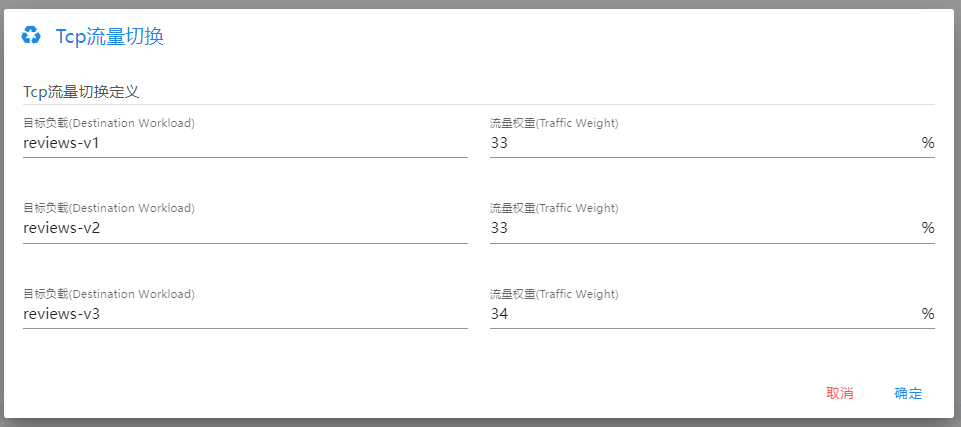 Tcp流量切换
Tcp流量切换定义
目标负载(Destination Workload) 流量权重(Traffic Weight)
reviews-v1 33 %
目标负载(Destination Workload) 流量权重(Traffic Weight)
reviews-v2 33 %
目标负载(Destination Workload) 流量权重(Traffic Weight)
reviews-v3 34 %
取消 确定